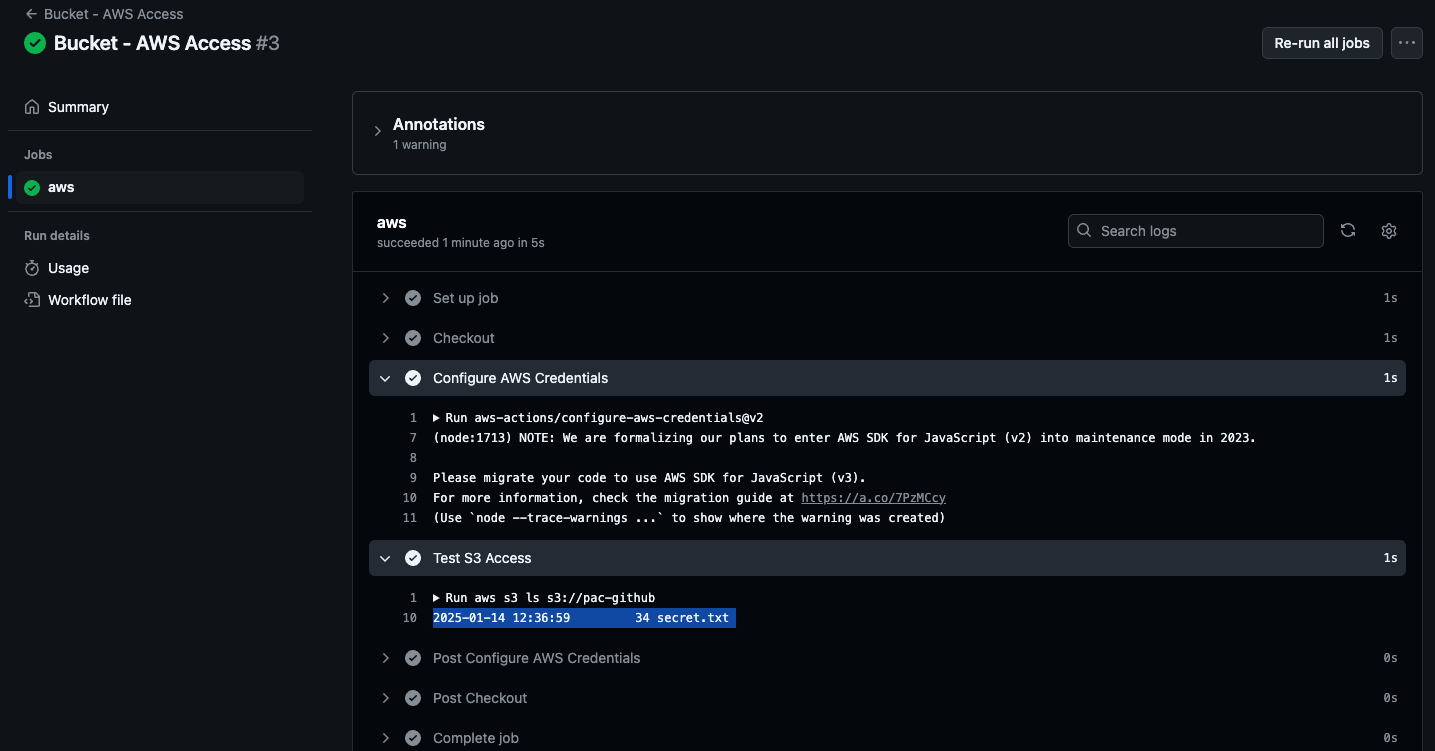 Bucket - AWS Access
Bucket - AWS Access #3
Re-run all jobs
Summary
Jobs
aws
Run details
Usage
Workflow file
Annotations
1 warning
aws
succeeded 1 minute ago in 5s
Search logs
Set up job 1s
Checkout 1s
Configure AWS Credentials 1s
1 Run aws-actions/configure-aws-credentials@v2
7 (node:1713) NOTE: We are formalizing our plans to enter AWS SDK for JavaScript (v2) into maintenance mode in 2023.
8
9 Please migrate your code to use AWS SDK for JavaScript (v3).
10 For more information, check the migration guide at https://a.co/7PzMCcy
11 (Use `node --trace-warnings ...` to show where the warning was created)
Test S3 Access 1s
1 Run aws s3 ls s3://pac-github
10 2025-01-14 12:36:59 34 secret.txt
Post Configure AWS Credentials 0s
Post Checkout 0s
Complete job 0s